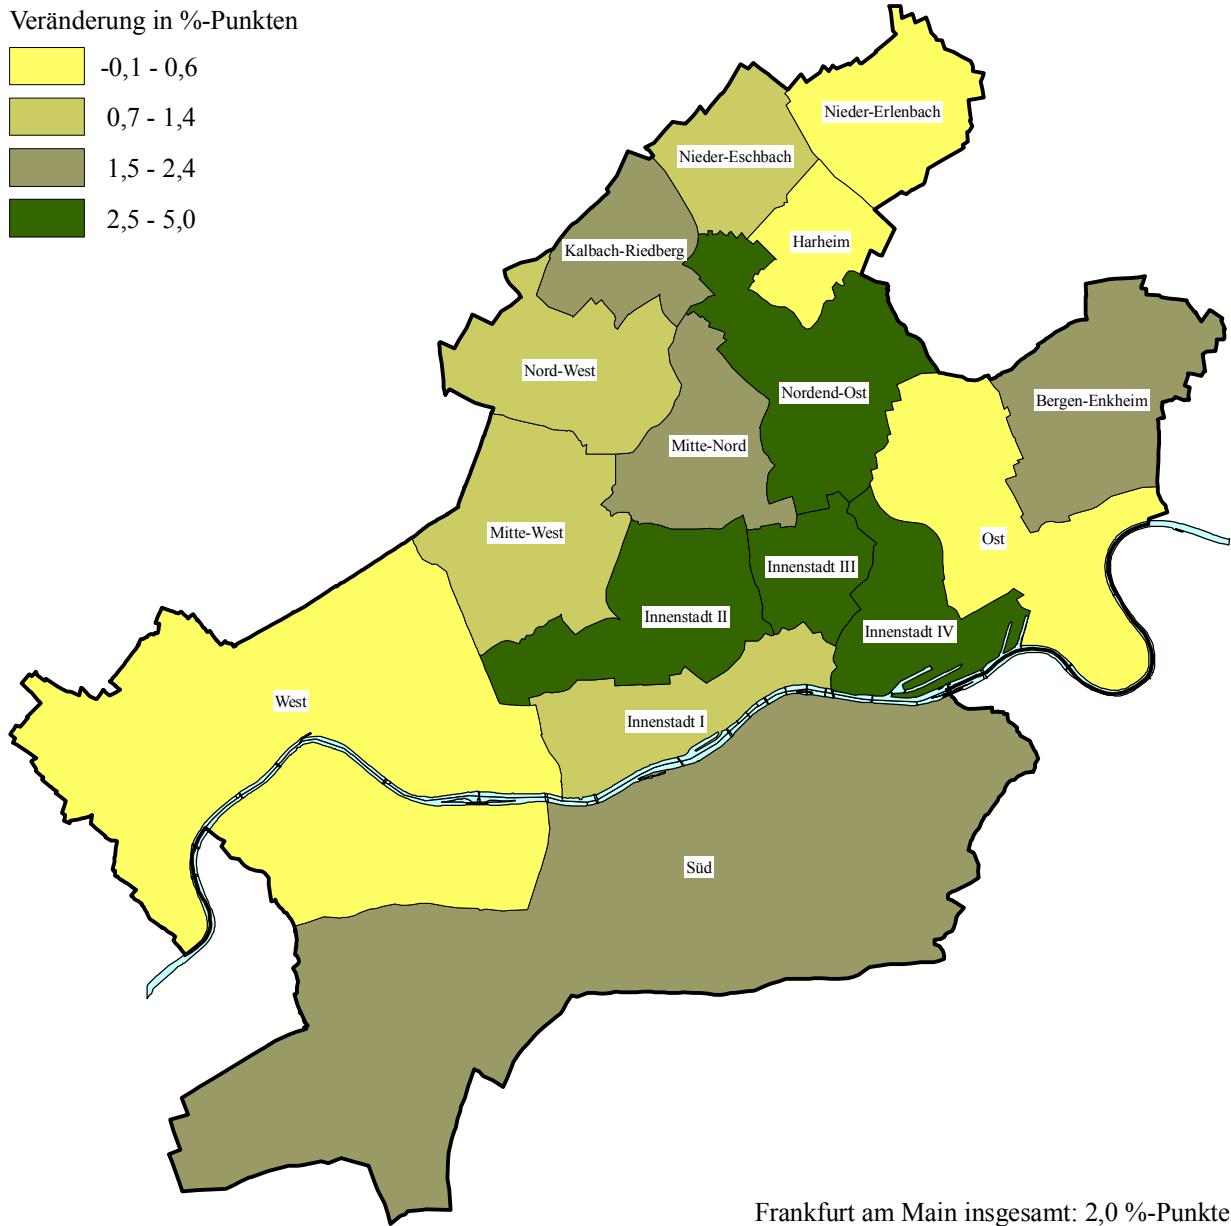 Veränderung in %-Punkten
-0,1 - 0,6
0,7 - 1,4
1,5 - 2,4
2,5 - 5,0
Nieder-Erlenbach
Nieder-Eschbach
Harheim
Kalbach-Riedberg
Nord-West
Nordend-Ost
Bergen-Enkheim
Mitte-Nord
Mitte-West
Ost
Innenstadt III
Innenstadt II
Innenstadt IV
West
Innenstadt I
Süd
Frankfurt am Main insgesamt: 2,0 %-Punkte